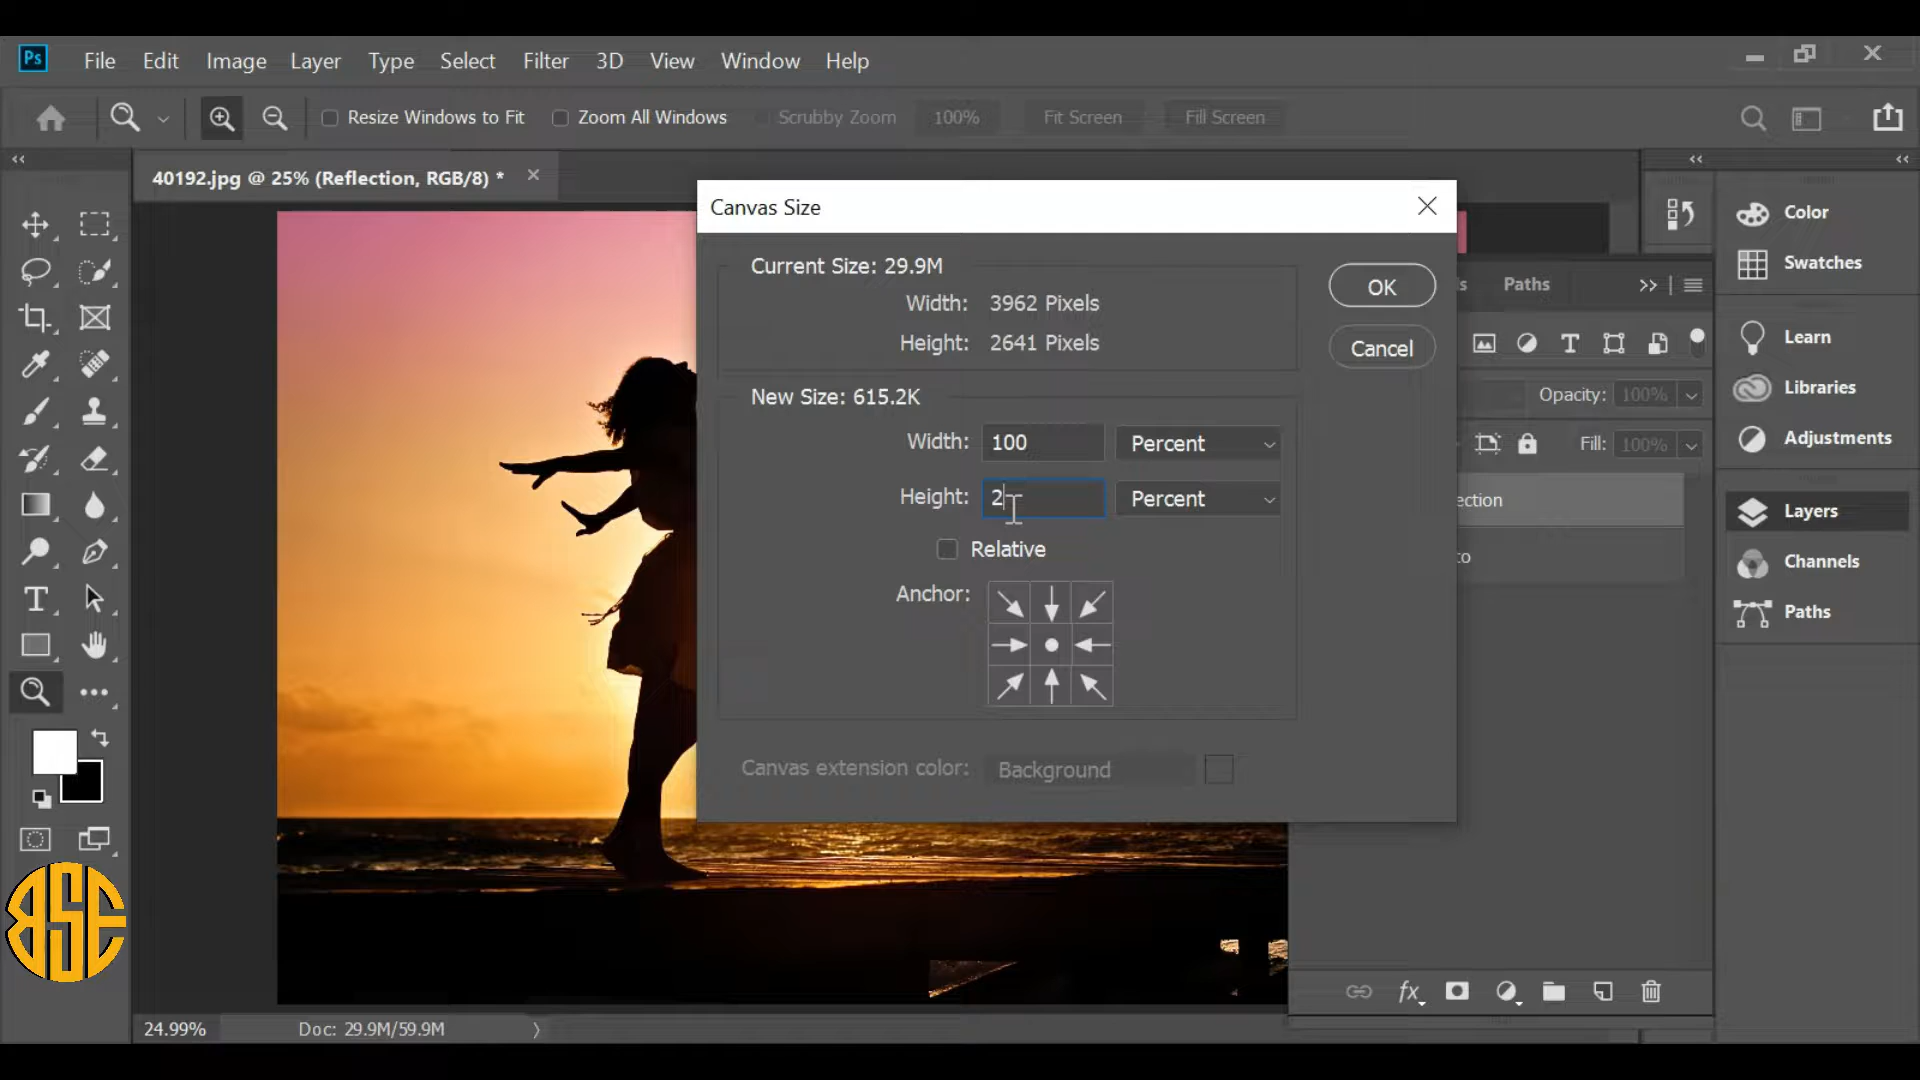 Ps File Edit Image Layer Type Select Filter 3D View Window Help
Resize Windows to Fit Zoom All Windows Scrubby Zoom 100% Fit Screen Fill Screen
40192.jpg @ 25% (Reflection, RGB/8) *
Canvas Size
Current Size: 29.9M
Width: 3962 Pixels
Height: 2641 Pixels
OK
Cancel
New Size: 615.2K
Width: 100 Percent
Height: 2 Percent
Relative
Anchor:
Canvas extension color: Background
ls Paths
Opacity: 100%
Fill: 100%
ection
to
Color
Swatches
Learn
Libraries
Adjustments
Layers
Channels
Paths
fx
BSE
24.99% Doc: 29.9M/59.9M